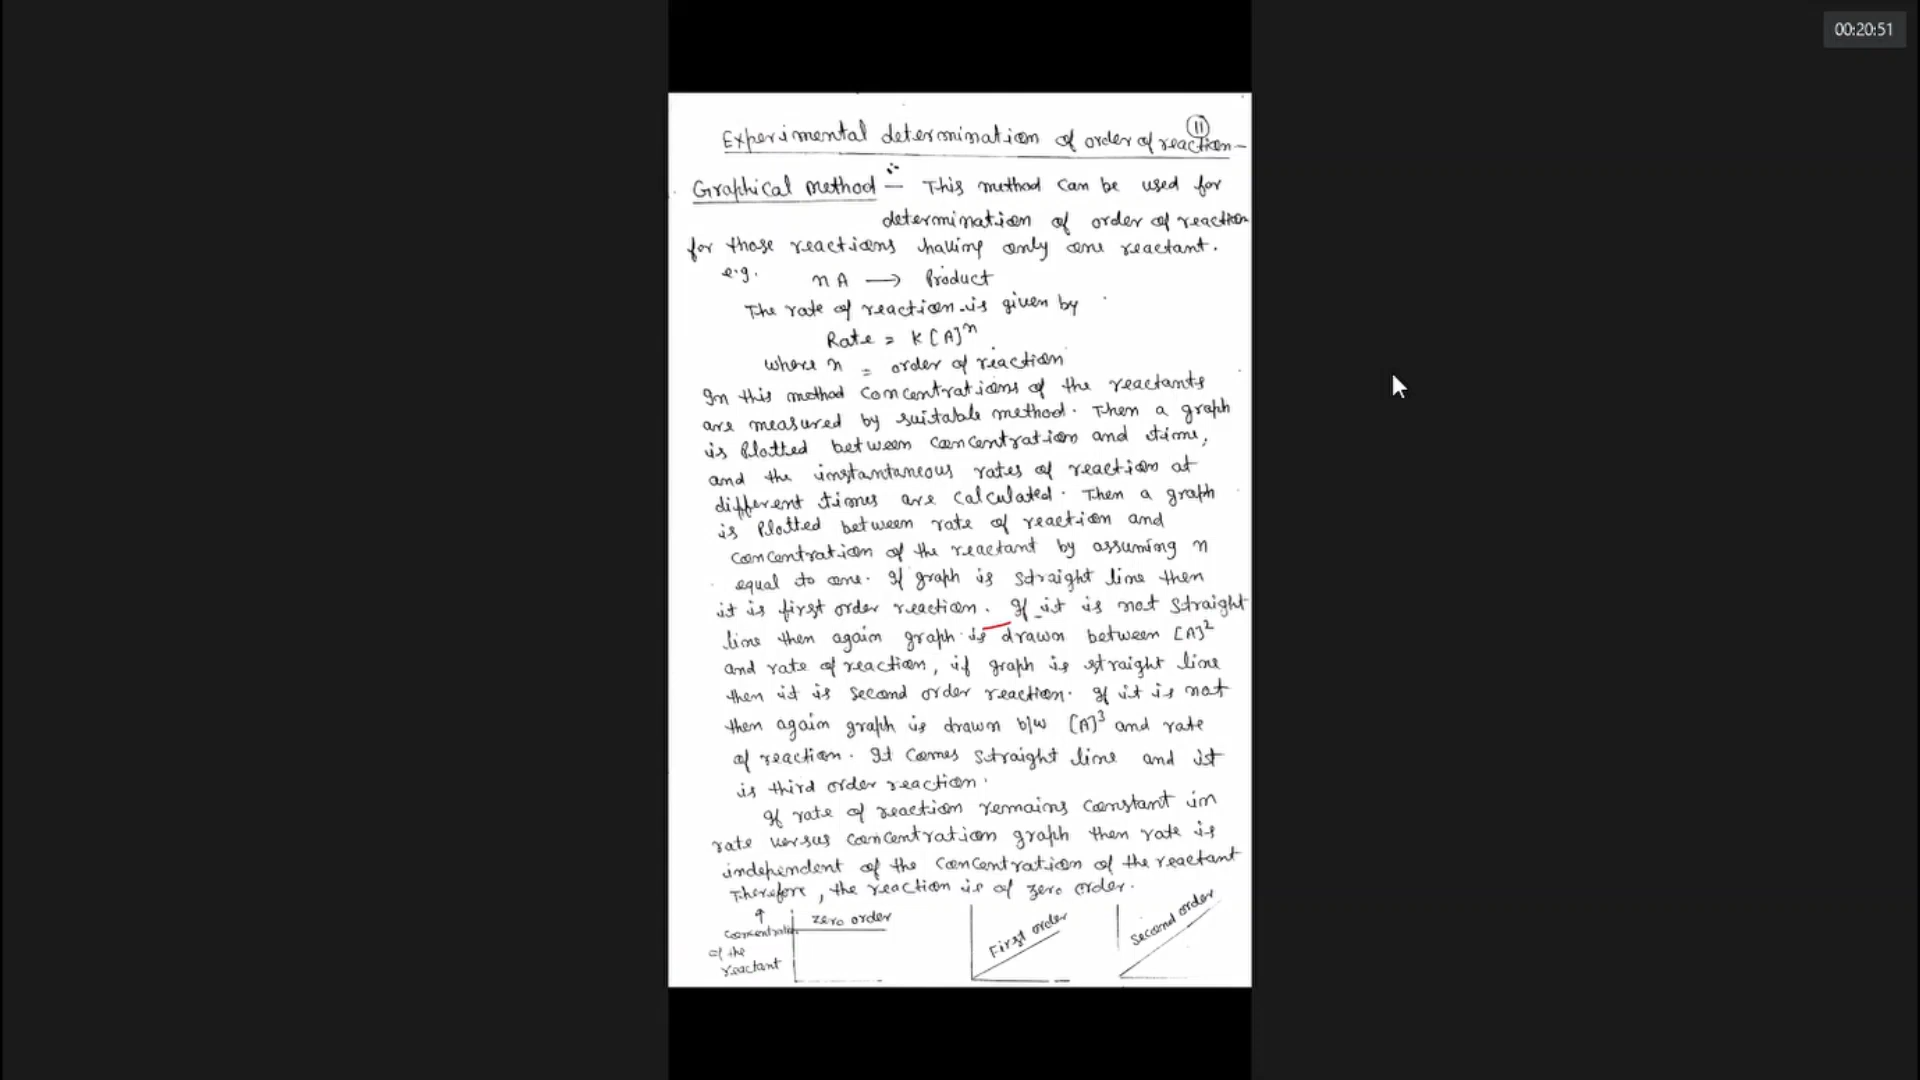 00:20:51
11
Experimental determination of order of reaction-
Graphical method :- This method can be used for
determination of order of reaction
for those reactions having only one reactant.
e.g. nA → Product
The rate of reaction is given by
Rate = K[A]ⁿ
where n = order of reaction
In this method concentrations of the reactants
are measured by suitable method. Then a graph
is plotted between concentration and time,
and the instantaneous rates of reaction at
different times are calculated. Then a graph
is plotted between rate of reaction and
concentration of the reactant by assuming n
equal to one. If graph is straight line then
it is first order reaction. If it is not straight
line then again graph is drawn between [A]²
and rate of reaction, if graph is straight line
then it is second order reaction. If it is not
then again graph is drawn b/w [A]³ and rate
of reaction. It comes straight line and it
is third order reaction.
If rate of reaction remains constant in
rate versus concentration graph then rate is
independent of the concentration of the reactant
Therefore, the reaction is of zero order.
↑
concentration
of the
reactant
zero order
First order
Second order